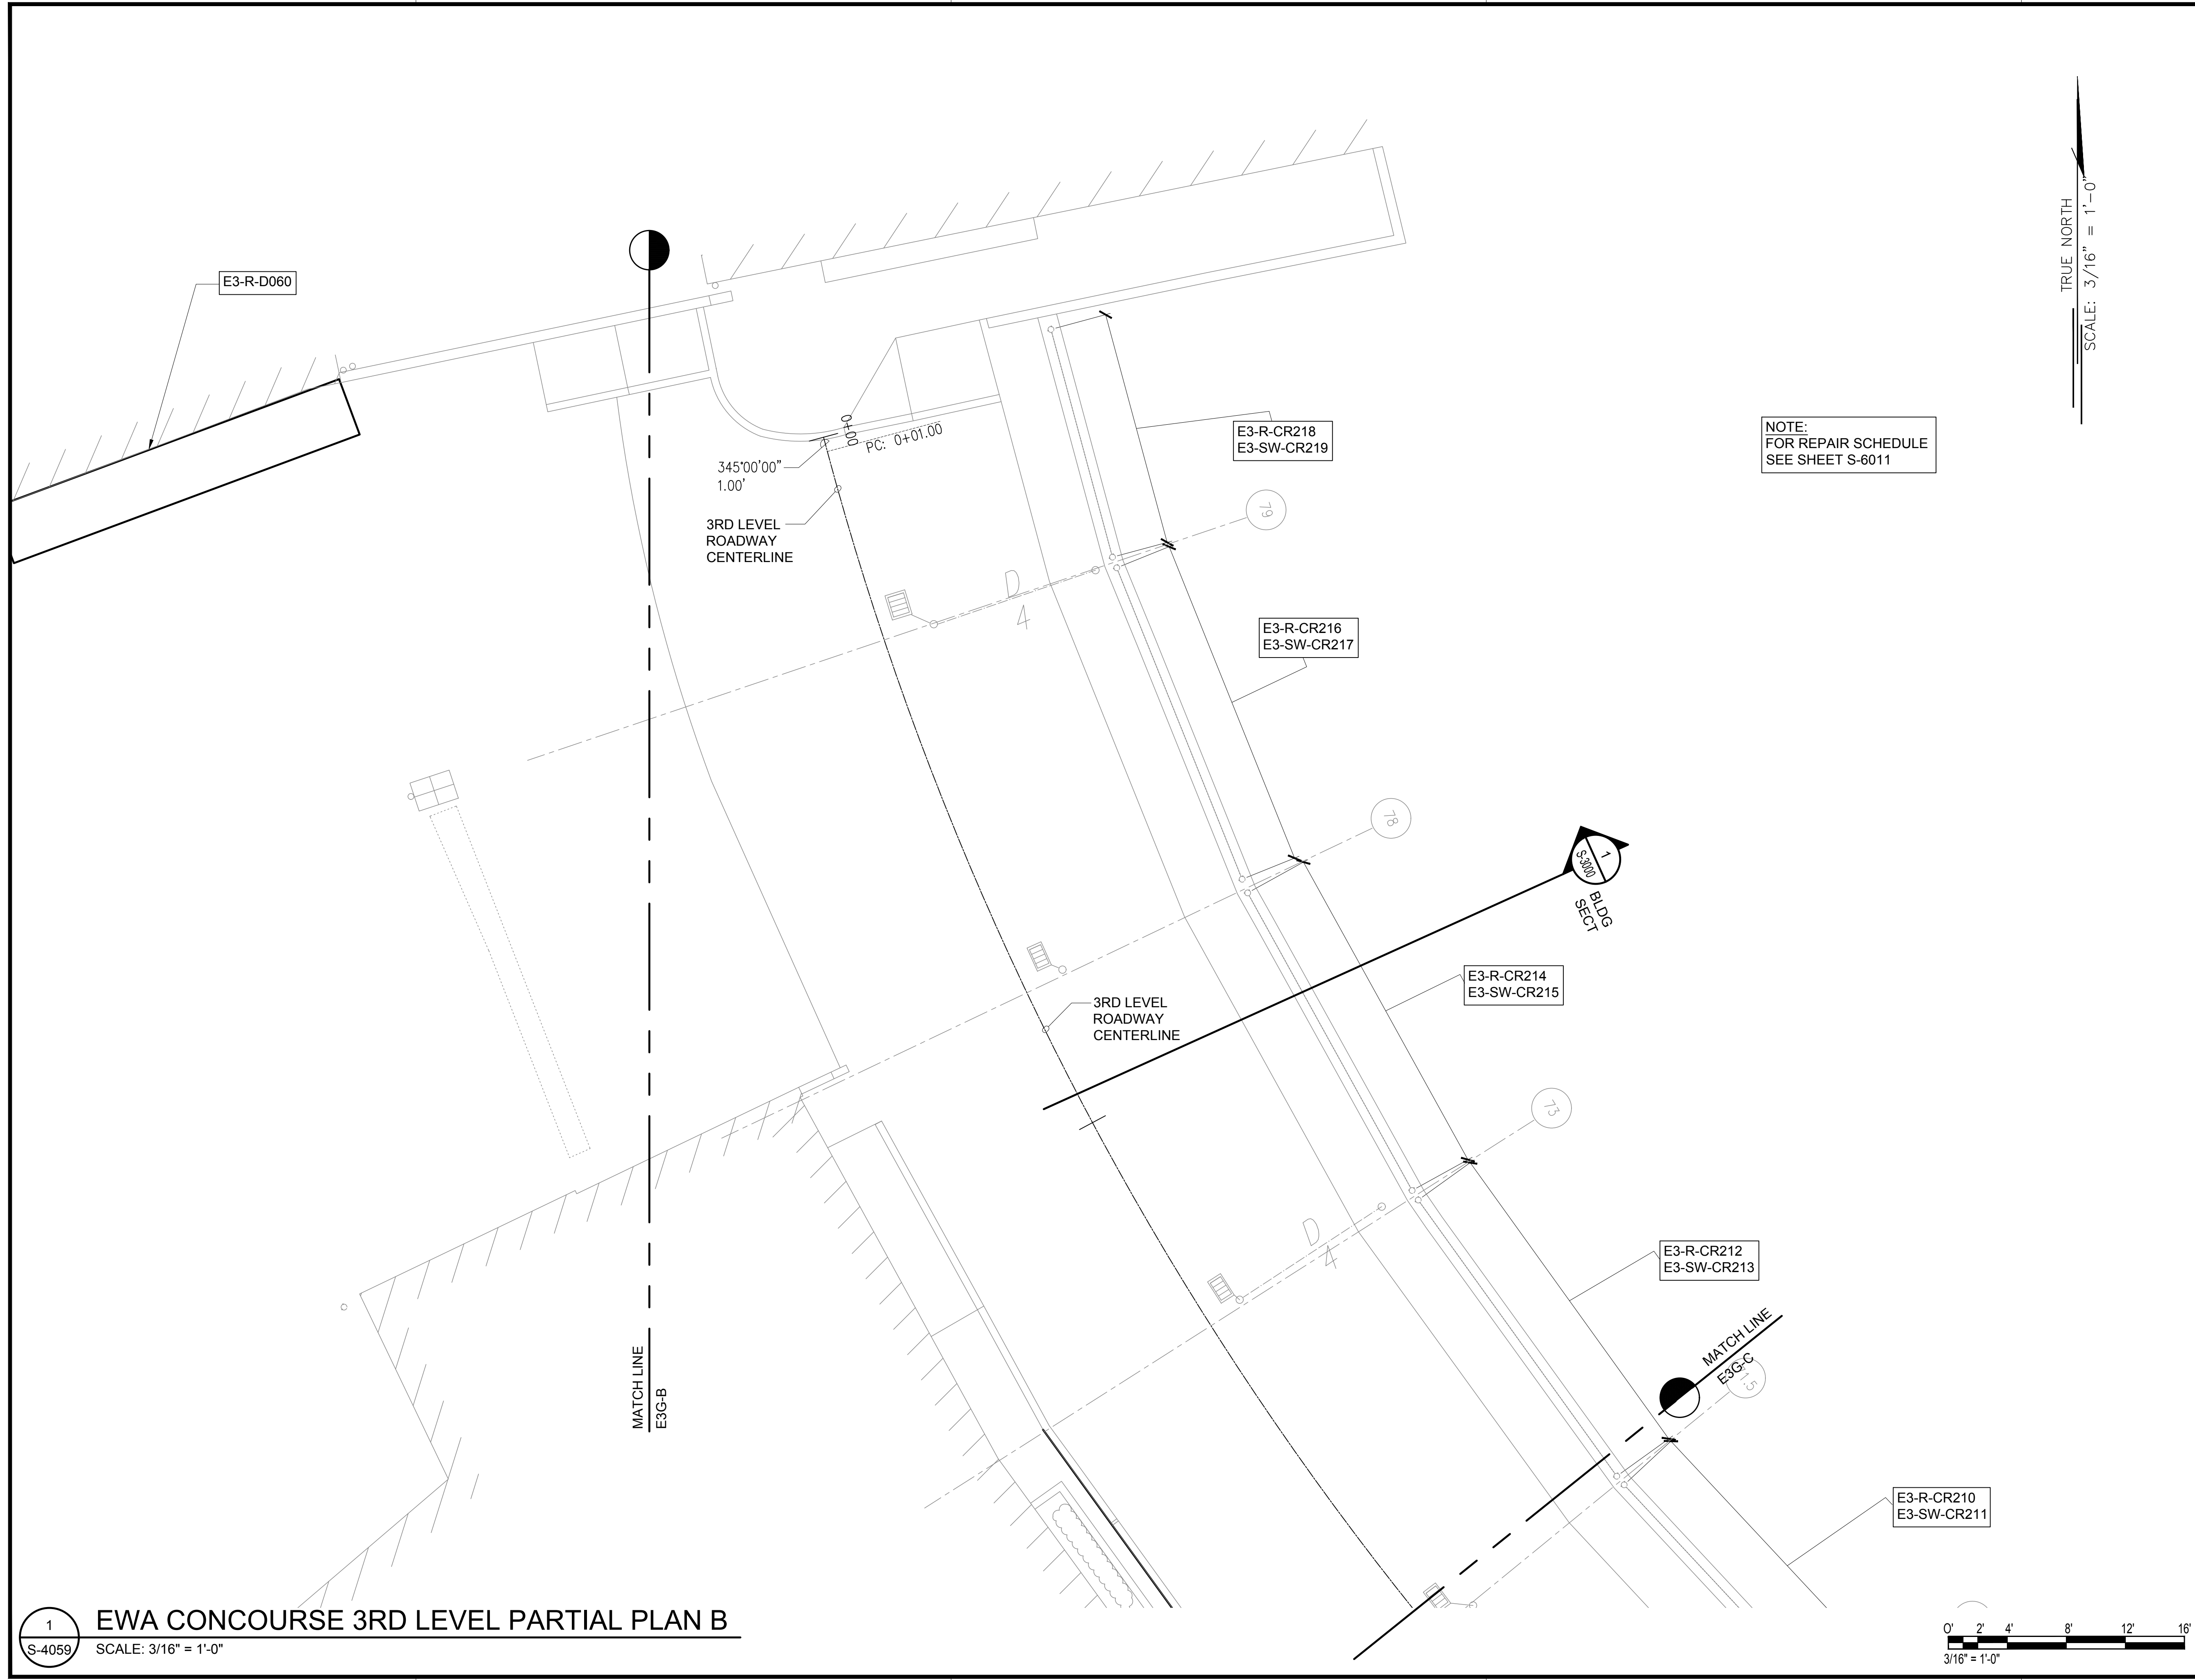 E3-R-D060
TRUE NORTH
SCALE: 3/16" = 1'-0"
NOTE:
FOR REPAIR SCHEDULE
SEE SHEET S-6011
E3-R-CR218
E3-SW-CR219
0+00
PC: 0+01.00
345°00'00"
1.00'
3RD LEVEL
ROADWAY
CENTERLINE
79
D
4
E3-R-CR216
E3-SW-CR217
78
1
S-3000
BLDG
SECT
E3-R-CR214
E3-SW-CR215
3RD LEVEL
ROADWAY
CENTERLINE
73
D
4
E3-R-CR212
E3-SW-CR213
MATCH LINE
E3G-C
71.5
MATCH LINE
E3G-B
E3-R-CR210
E3-SW-CR211
1
S-4059
EWA CONCOURSE 3RD LEVEL PARTIAL PLAN B
SCALE: 3/16" = 1'-0"
0' 2' 4' 8' 12' 16'
3/16" = 1'-0"